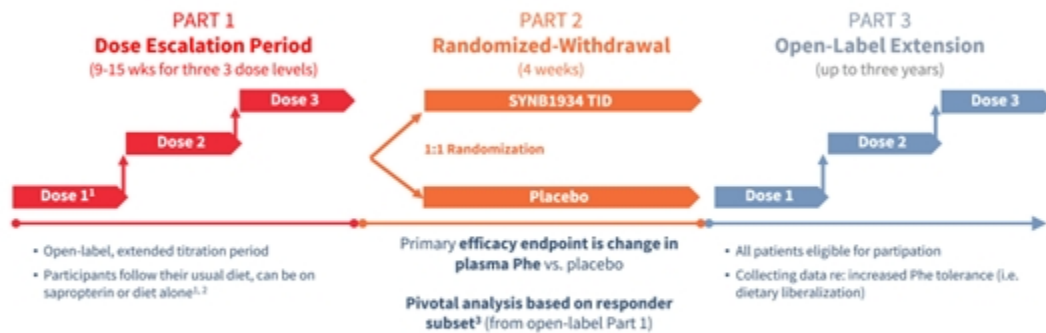 PART 1
Dose Escalation Period
(9-15 wks for three 3 dose levels)
Dose 3
Dose 2
Dose 1¹
• Open-label, extended titration period
• Participants follow their usual diet, can be on
sapropterin or diet alone¹, ²
PART 2
Randomized-Withdrawal
(4 weeks)
SYNB1934 TID
1:1 Randomization
Placebo
Primary efficacy endpoint is change in
plasma Phe vs. placebo
Pivotal analysis based on responder
subset³ (from open-label Part 1)
PART 3
Open-Label Extension
(up to three years)
Dose 3
Dose 2
Dose 1
• All patients eligible for partipation
• Collecting data re: increased Phe tolerance (i.e.
dietary liberalization)